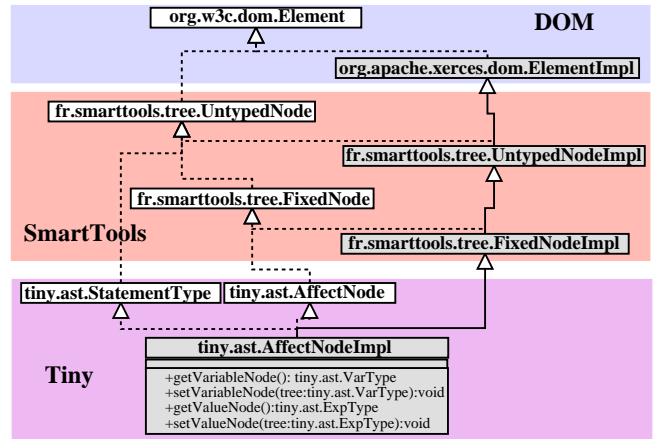 org.w3c.dom.Element
DOM
org.apache.xerces.dom.ElementImpl
fr.smarttools.tree.UntypedNode
fr.smarttools.tree.UntypedNodeImpl
fr.smarttools.tree.FixedNode
SmartTools
fr.smarttools.tree.FixedNodeImpl
tiny.ast.StatementType
tiny.ast.AffectNode
tiny.ast.AffectNodeImpl
Tiny
+getVariableNode(): tiny.ast.VarType
+setVariableNode(tree:tiny.ast.VarType):void
+getValueNode():tiny.ast.ExpType
+setValueNode(tree:tiny.ast.ExpType):void